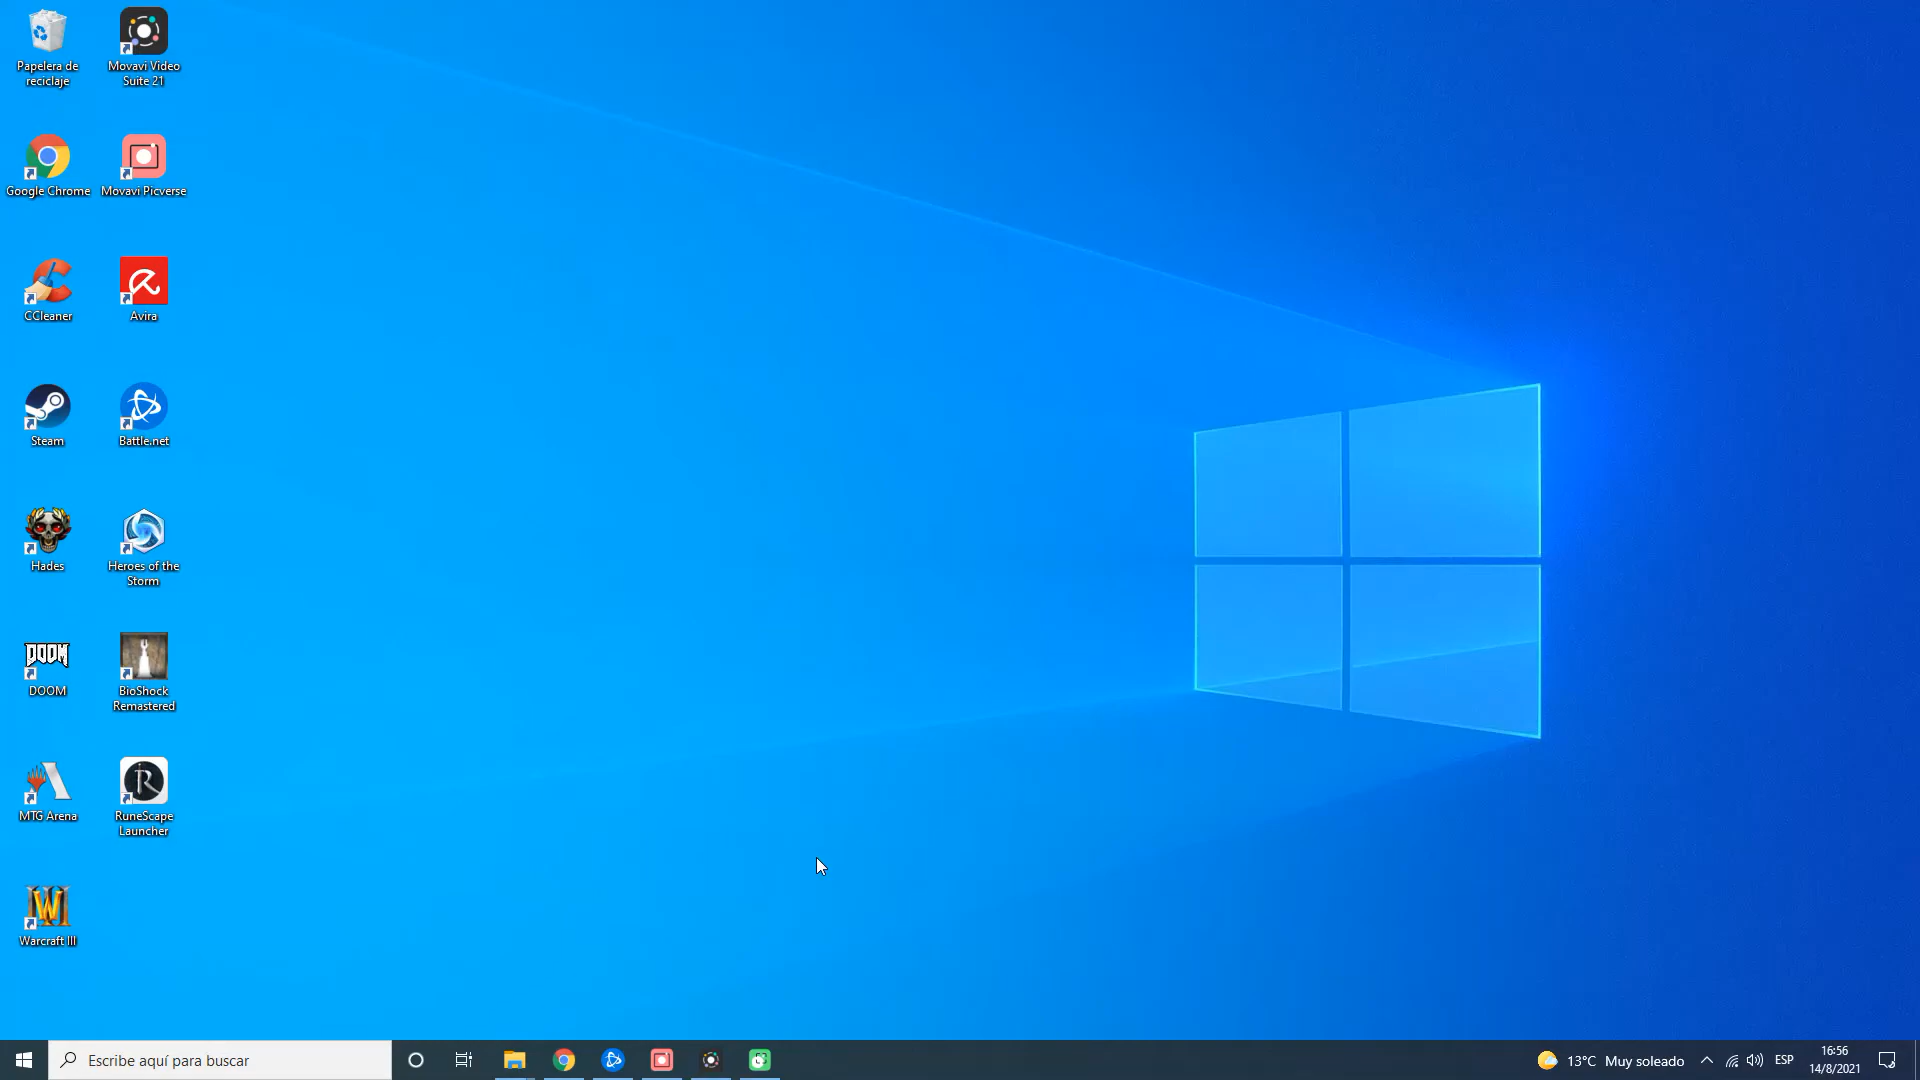 Papelera de
reciclaje
Movavi Video
Suite 21
Google Chrome
Movavi Picverse
CCleaner
Avira
Steam
Battle.net
Hades
Heroes of the
Storm
DOOM
DOOM
BioShock
Remastered
MTG Arena
RuneScape
Launcher
Warcraft III
Escribe aquí para buscar
13°C Muy soleado
ESP
16:56
14/8/2021